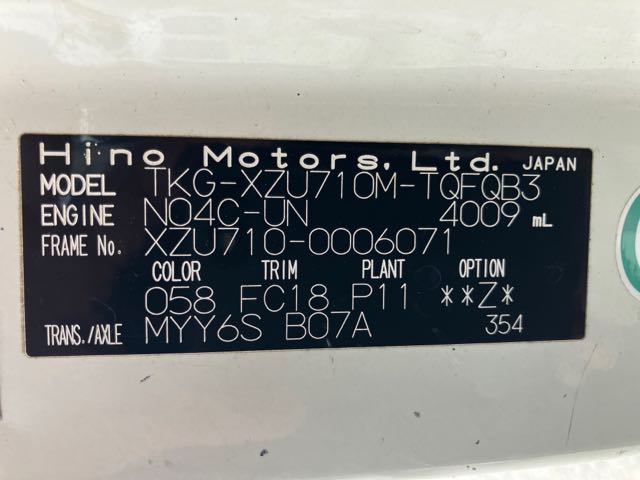 Hino Motors, Ltd. JAPAN
MODEL TKG-XZU710M-TQFQB3
ENGINE N04C-UN 4009 mL
FRAME No. XZU710-0006071
COLOR TRIM PLANT OPTION
058 FC18 P11 **Z*
TRANS./AXLE MYY6S B07A 354